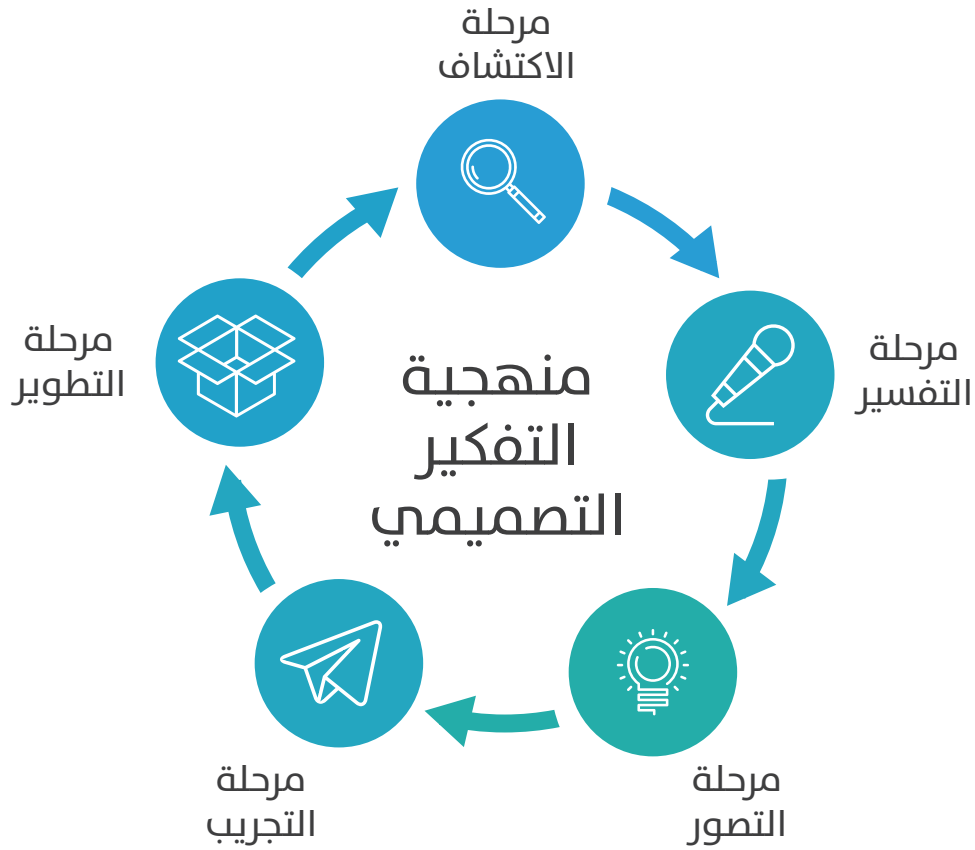 مرحلة
الاكتشاف
مرحلة
التفسير
مرحلة
التصور
مرحلة
التجريب
مرحلة
التطوير
منهجية
التفكير
التصميمي